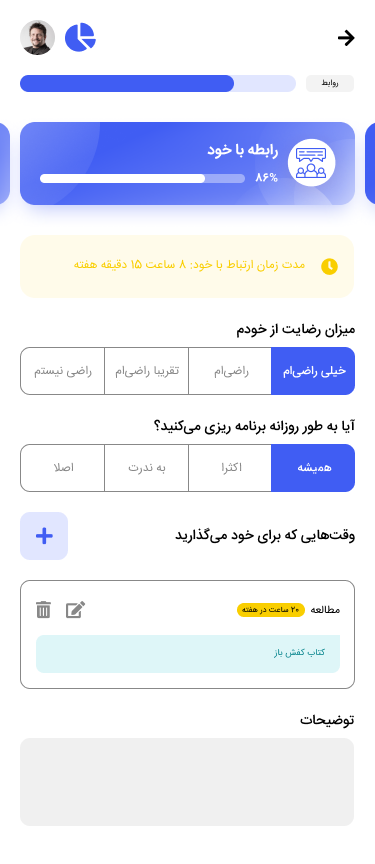 روابط
رابطه با خود
۸۶%
مدت زمان ارتباط با خود: ۸ ساعت ۱۵ دقیقه هفته
میزان رضایت از خودم
خیلی راضی‌ام راضی‌ام تقریبا راضی‌ام راضی نیستم
آیا به طور روزانه برنامه ریزی می‌کنید؟
همیشه اکثرا به ندرت اصلا
وقت‌هایی که برای خود می‌گذارید
مطالعه ۲۰ ساعت در هفته
کتاب کفش باز
توضیحات